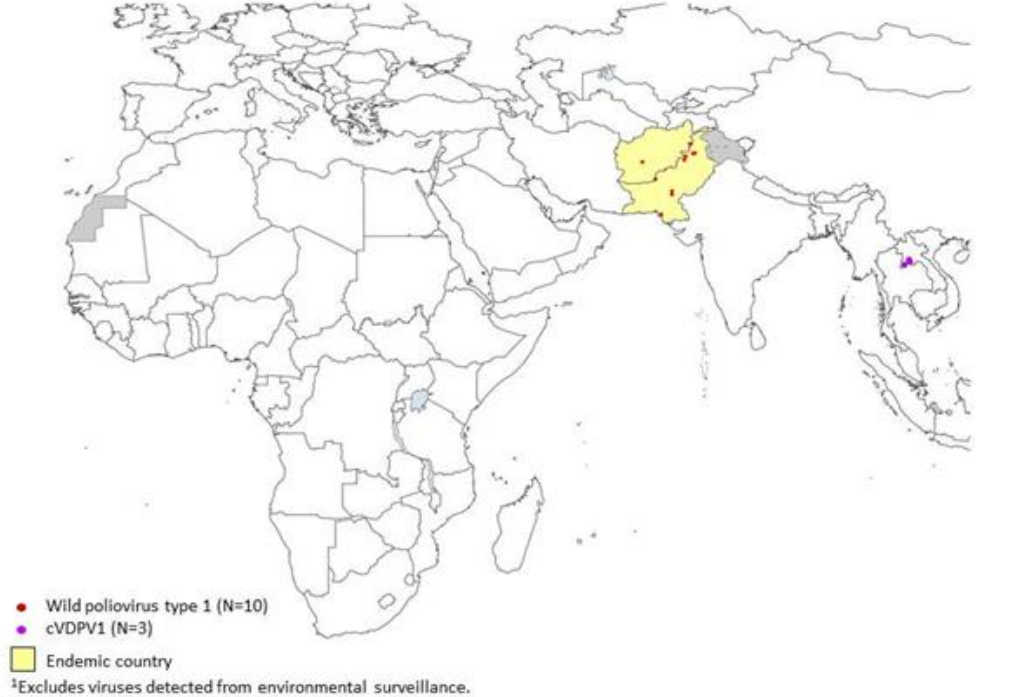 Wild poliovirus type 1 (N=10)
cVDPV1 (N=3)
Endemic country
¹Excludes viruses detected from environmental surveillance.